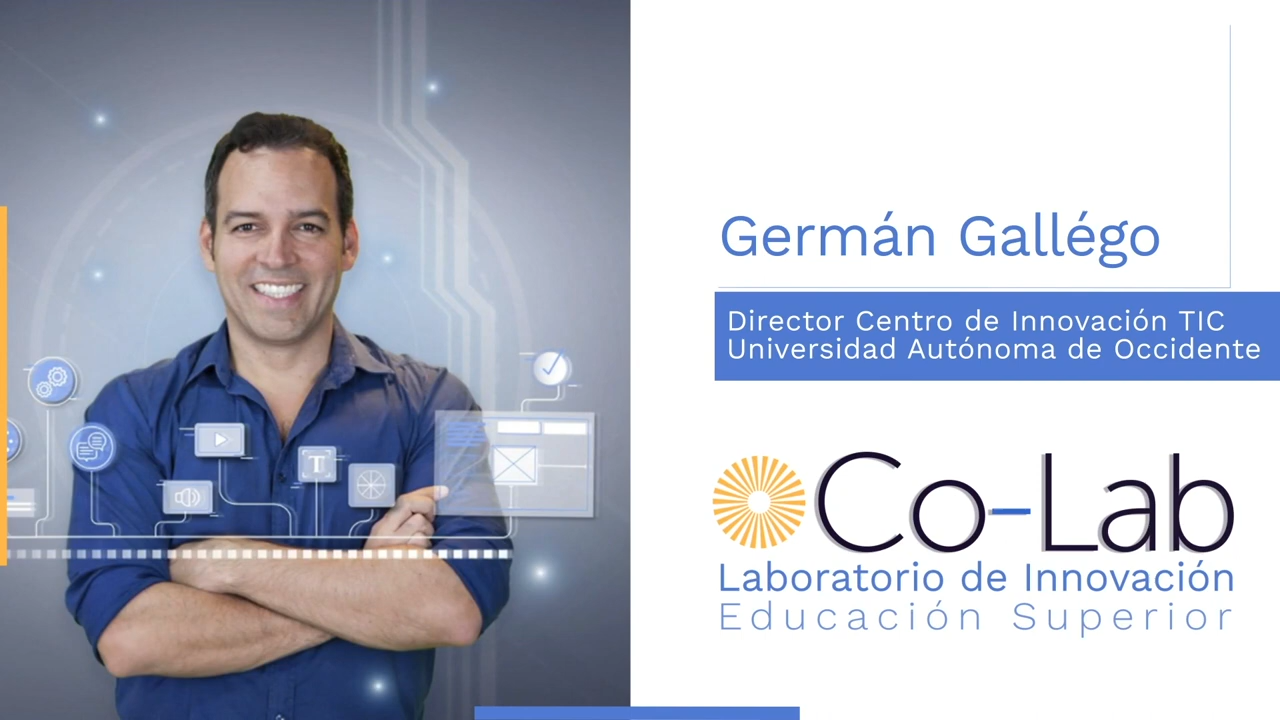 Germán Gallégo
Director Centro de Innovación TIC
Universidad Autónoma de Occidente
Co-Lab
Laboratorio de Innovación
Educación Superior
T